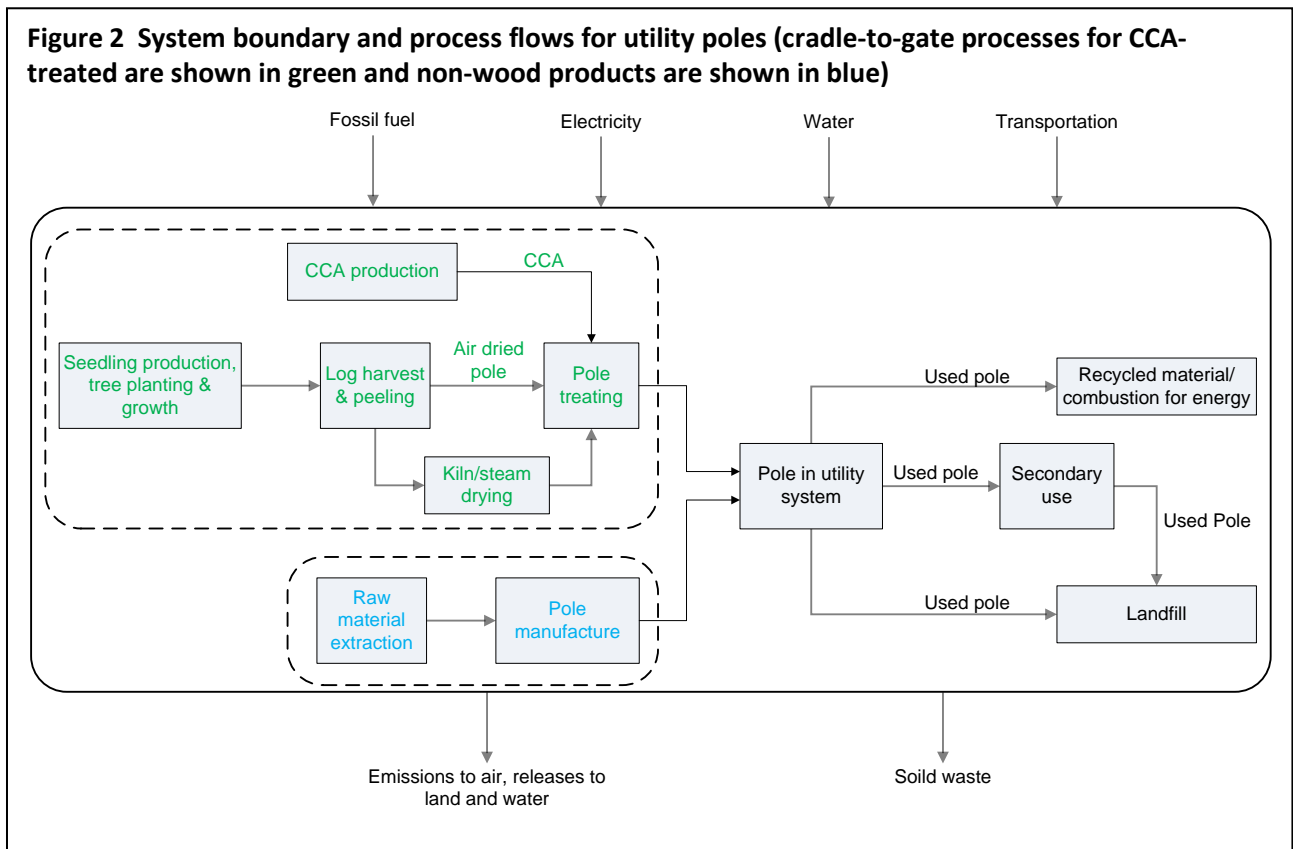 Figure 2  System boundary and process flows for utility poles (cradle-to-gate processes for CCA-
treated are shown in green and non-wood products are shown in blue)
Fossil fuel
Electricity
Water
Transportation
CCA production
CCA
Seedling production,
tree planting &
growth
Log harvest
& peeling
Air dried
pole
Pole
treating
Kiln/steam
drying
Used pole
Recycled material/
combustion for energy
Pole in utility
system
Used pole
Secondary
use
Used Pole
Raw
material
extraction
Pole
manufacture
Used pole
Landfill
Emissions to air, releases to
land and water
Soild waste